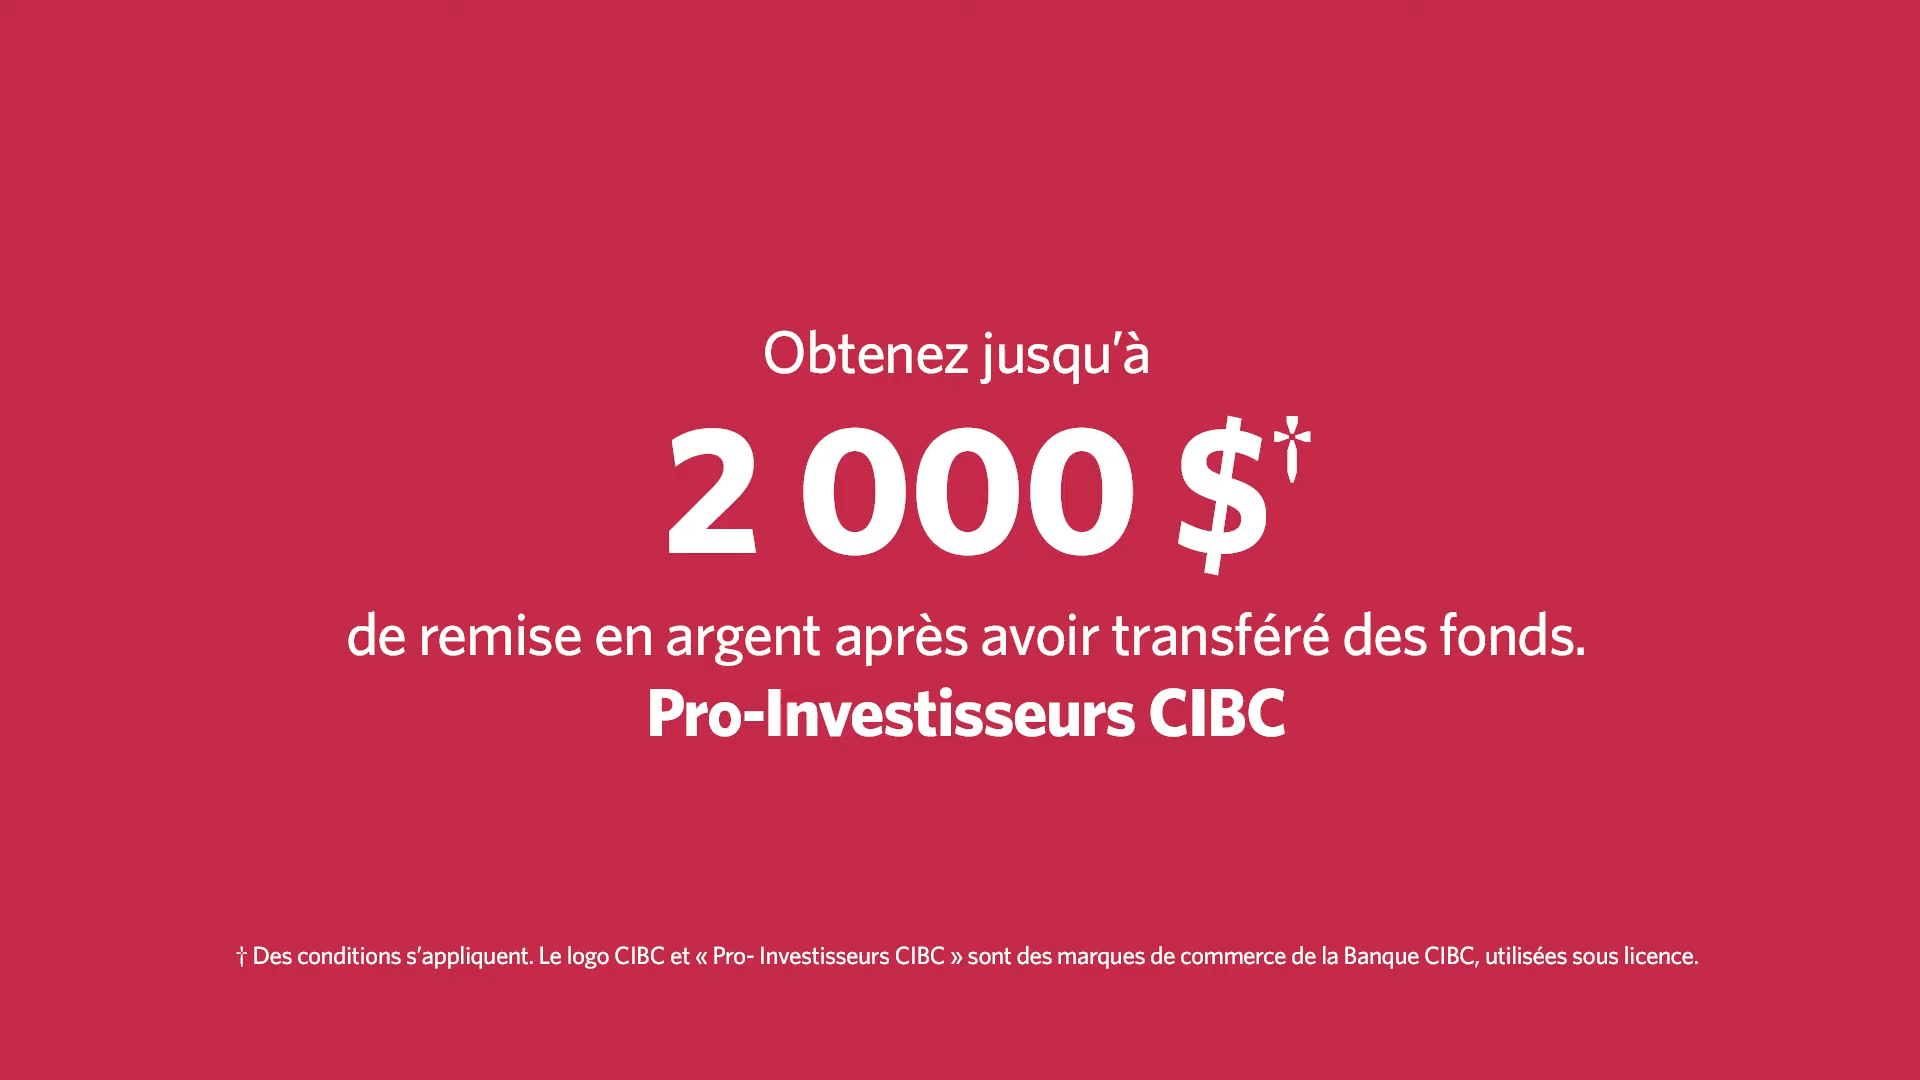 Obtenez jusqu'à
2 000 $†
de remise en argent après avoir transféré des fonds.
Pro-Investisseurs CIBC
† Des conditions s'appliquent. Le logo CIBC et « Pro- Investisseurs CIBC » sont des marques de commerce de la Banque CIBC, utilisées sous licence.